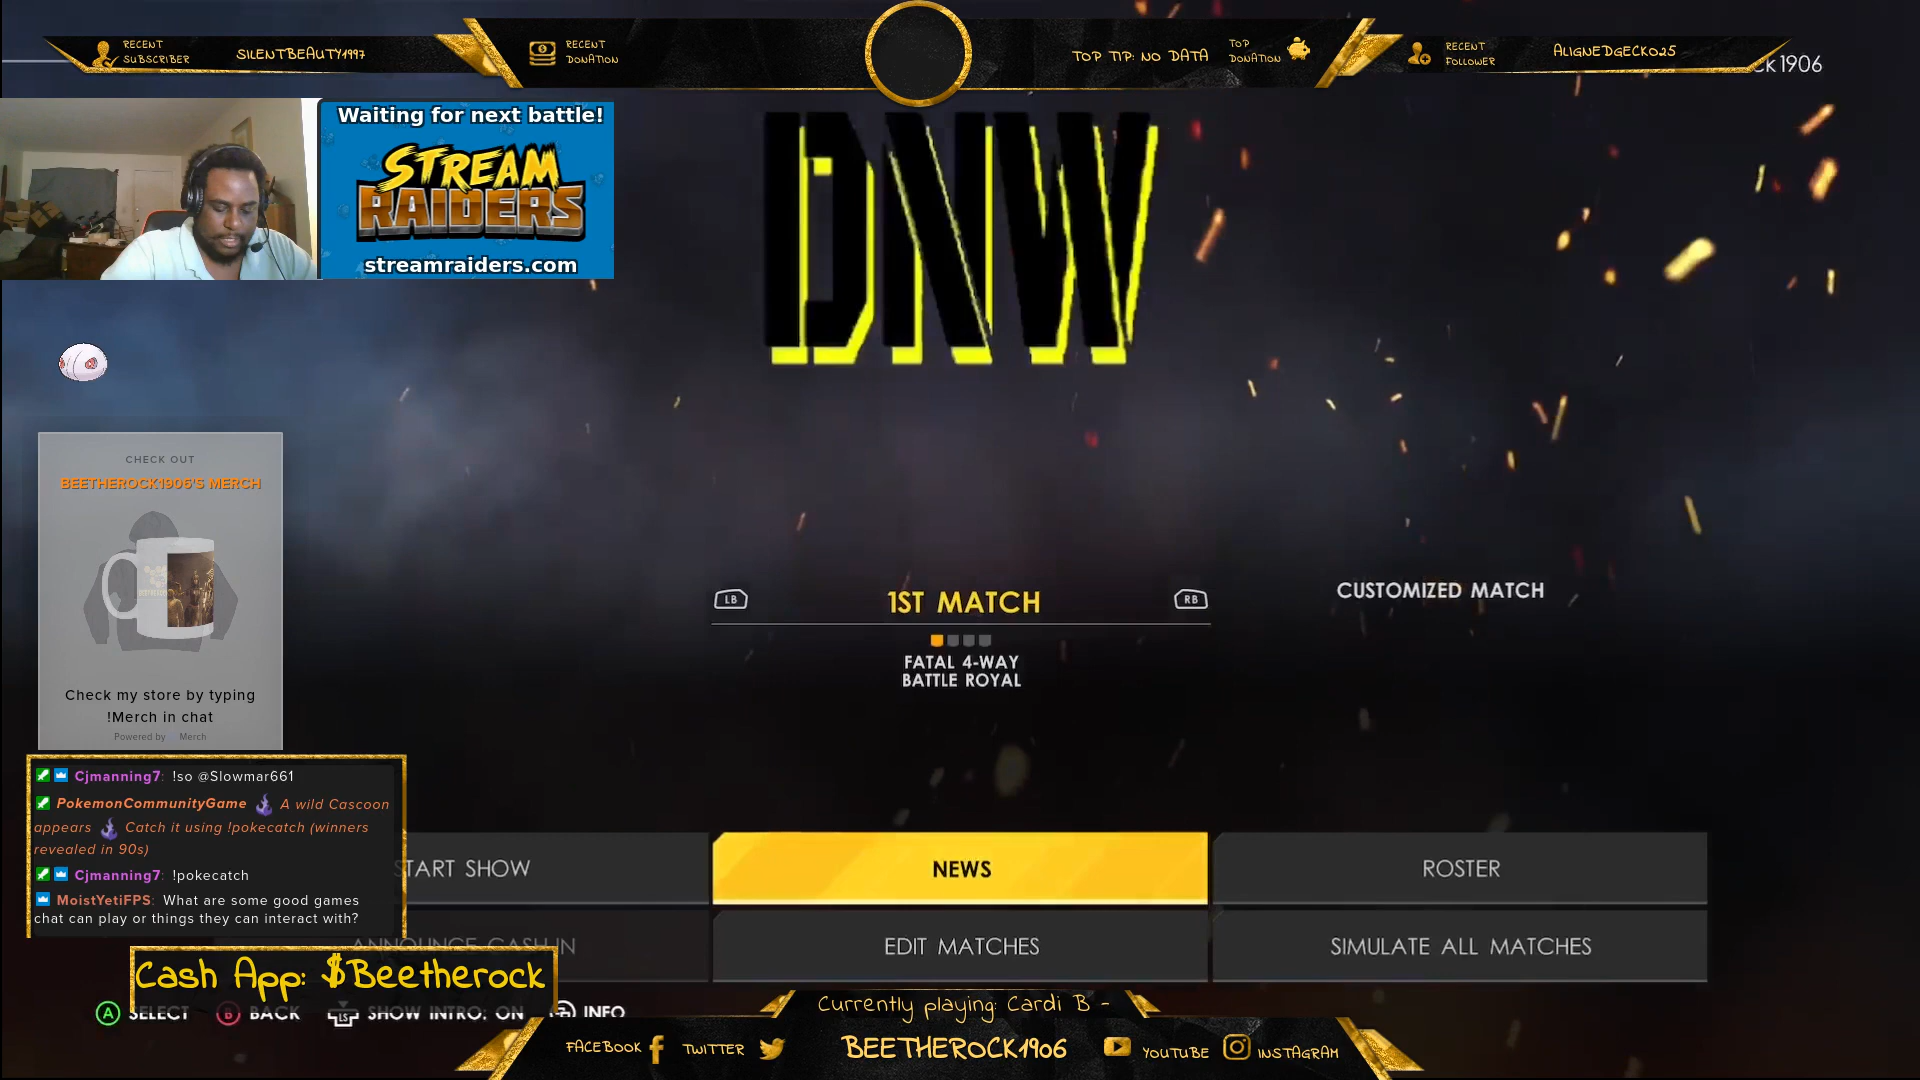 RECENT
SUBSCRIBER
SILENTBEAUTY1997
RECENT
DONATION
TOP TIP: NO DATA
TOP
DONATION
RECENT
FOLLOWER
ALIGNEDGECKO25
ck1906
Waiting for next battle!
STREAM
RAIDERS
streamraiders.com
DNW
CHECK OUT
BEETHEROCK1906'S MERCH
Check my store by typing
!Merch in chat
Powered by Merch
LB
1ST MATCH
RB
FATAL 4-WAY
BATTLE ROYAL
CUSTOMIZED MATCH
Cjmanning7: !so @Slowmar661
PokemonCommunityGame A wild Cascoon
appears Catch it using !pokecatch (winners
revealed in 90s)
Cjmanning7: !pokecatch
MoistYetiFPS: What are some good games
chat can play or things they can interact with?
START SHOW
NEWS
ROSTER
ANNOUNCE CASH IN
EDIT MATCHES
SIMULATE ALL MATCHES
Cash App: $Beetherock
A SELECT
B BACK
LS SHOW INTRO: ON
INFO
Currently playing: Cardi B -
FACEBOOK
TWITTER
BEETHEROCK1906
YOUTUBE
INSTAGRAM